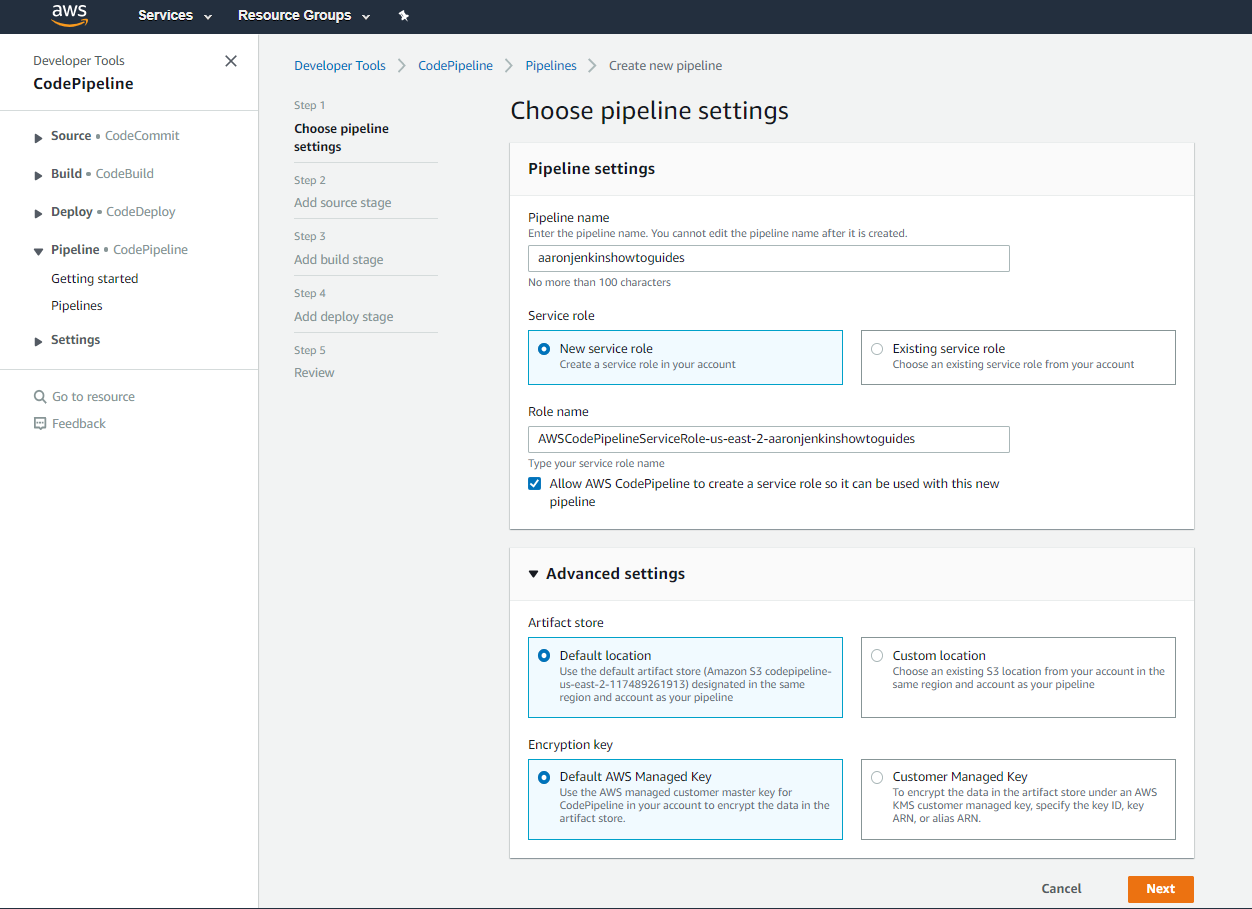 aws
Services
Resource Groups
Developer Tools
CodePipeline
Source • CodeCommit
Build • CodeBuild
Deploy • CodeDeploy
Pipeline • CodePipeline
Getting started
Pipelines
Settings
Go to resource
Feedback
Developer Tools > CodePipeline > Pipelines > Create new pipeline
Step 1
Choose pipeline
settings
Step 2
Add source stage
Step 3
Add build stage
Step 4
Add deploy stage
Step 5
Review
Choose pipeline settings
Pipeline settings
Pipeline name
Enter the pipeline name. You cannot edit the pipeline name after it is created.
aaronjenkinshowtoguides
No more than 100 characters
Service role
New service role
Create a service role in your account
Existing service role
Choose an existing service role from your account
Role name
AWSCodePipelineServiceRole-us-east-2-aaronjenkinshowtoguides
Type your service role name
Allow AWS CodePipeline to create a service role so it can be used with this new
pipeline
Advanced settings
Artifact store
Default location
Use the default artifact store (Amazon S3 codepipeline-
us-east-2-117489261913) designated in the same
region and account as your pipeline
Custom location
Choose an existing S3 location from your account in the
same region and account as your pipeline
Encryption key
Default AWS Managed Key
Use the AWS managed customer master key for
CodePipeline in your account to encrypt the data in the
artifact store.
Customer Managed Key
To encrypt the data in the artifact store under an AWS
KMS customer managed key, specify the key ID, key
ARN, or alias ARN.
Cancel
Next